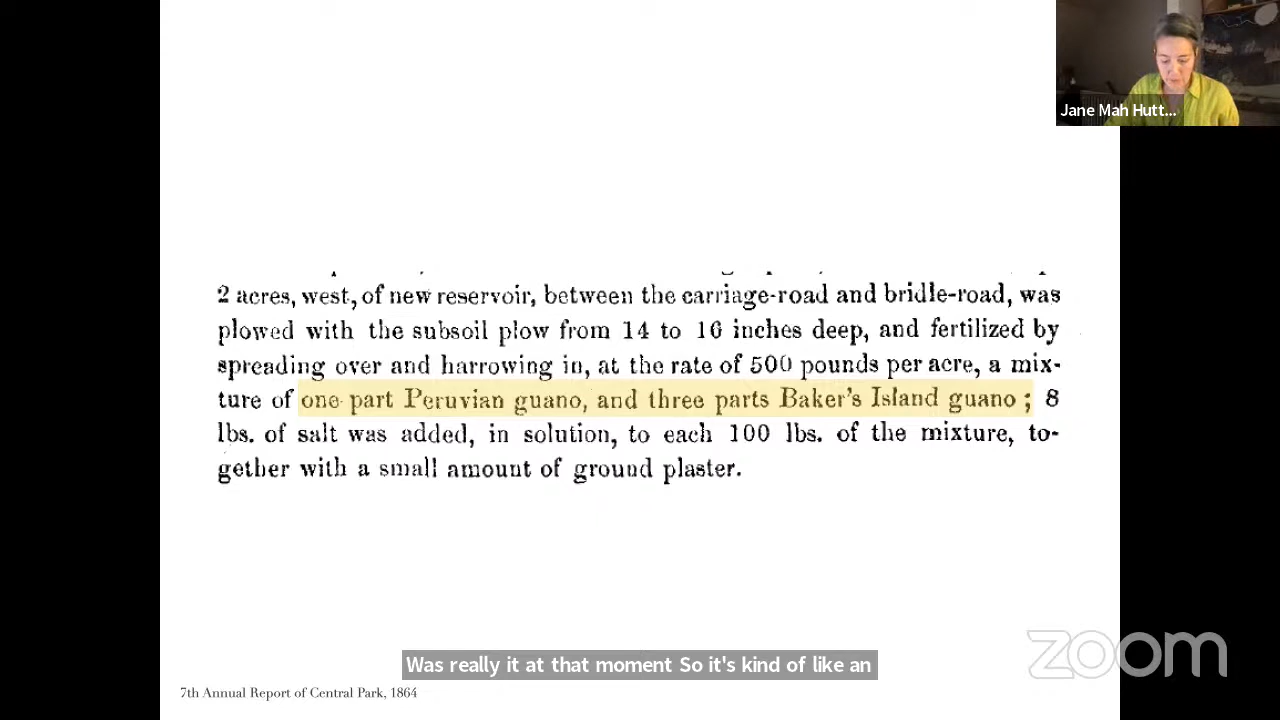 Jane Mah Hutt...
2 acres, west, of new reservoir, between the carriage-road and bridle-road, was
plowed with the subsoil plow from 14 to 16 inches deep, and fertilized by
spreading over and harrowing in, at the rate of 500 pounds per acre, a mix-
ture of one part Peruvian guano, and three parts Baker's Island guano; 8
lbs. of salt was added, in solution, to each 100 lbs. of the mixture, to-
gether with a small amount of ground plaster.
Was really it at that moment So it's kind of like an
zoom
7th Annual Report of Central Park, 1864